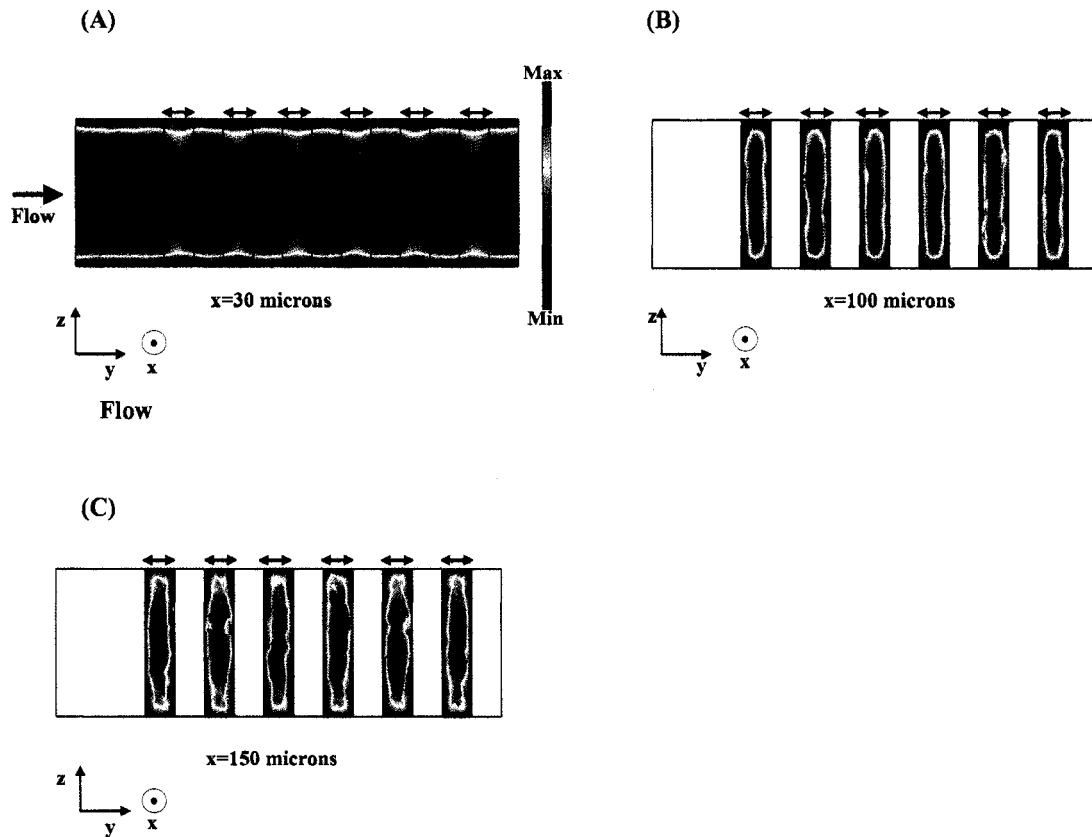 (A)
(B)
Max
Flow
x=30 microns
Min
z
y
x
Flow
x=100 microns
z
y
x
(C)
x=150 microns
z
y
x